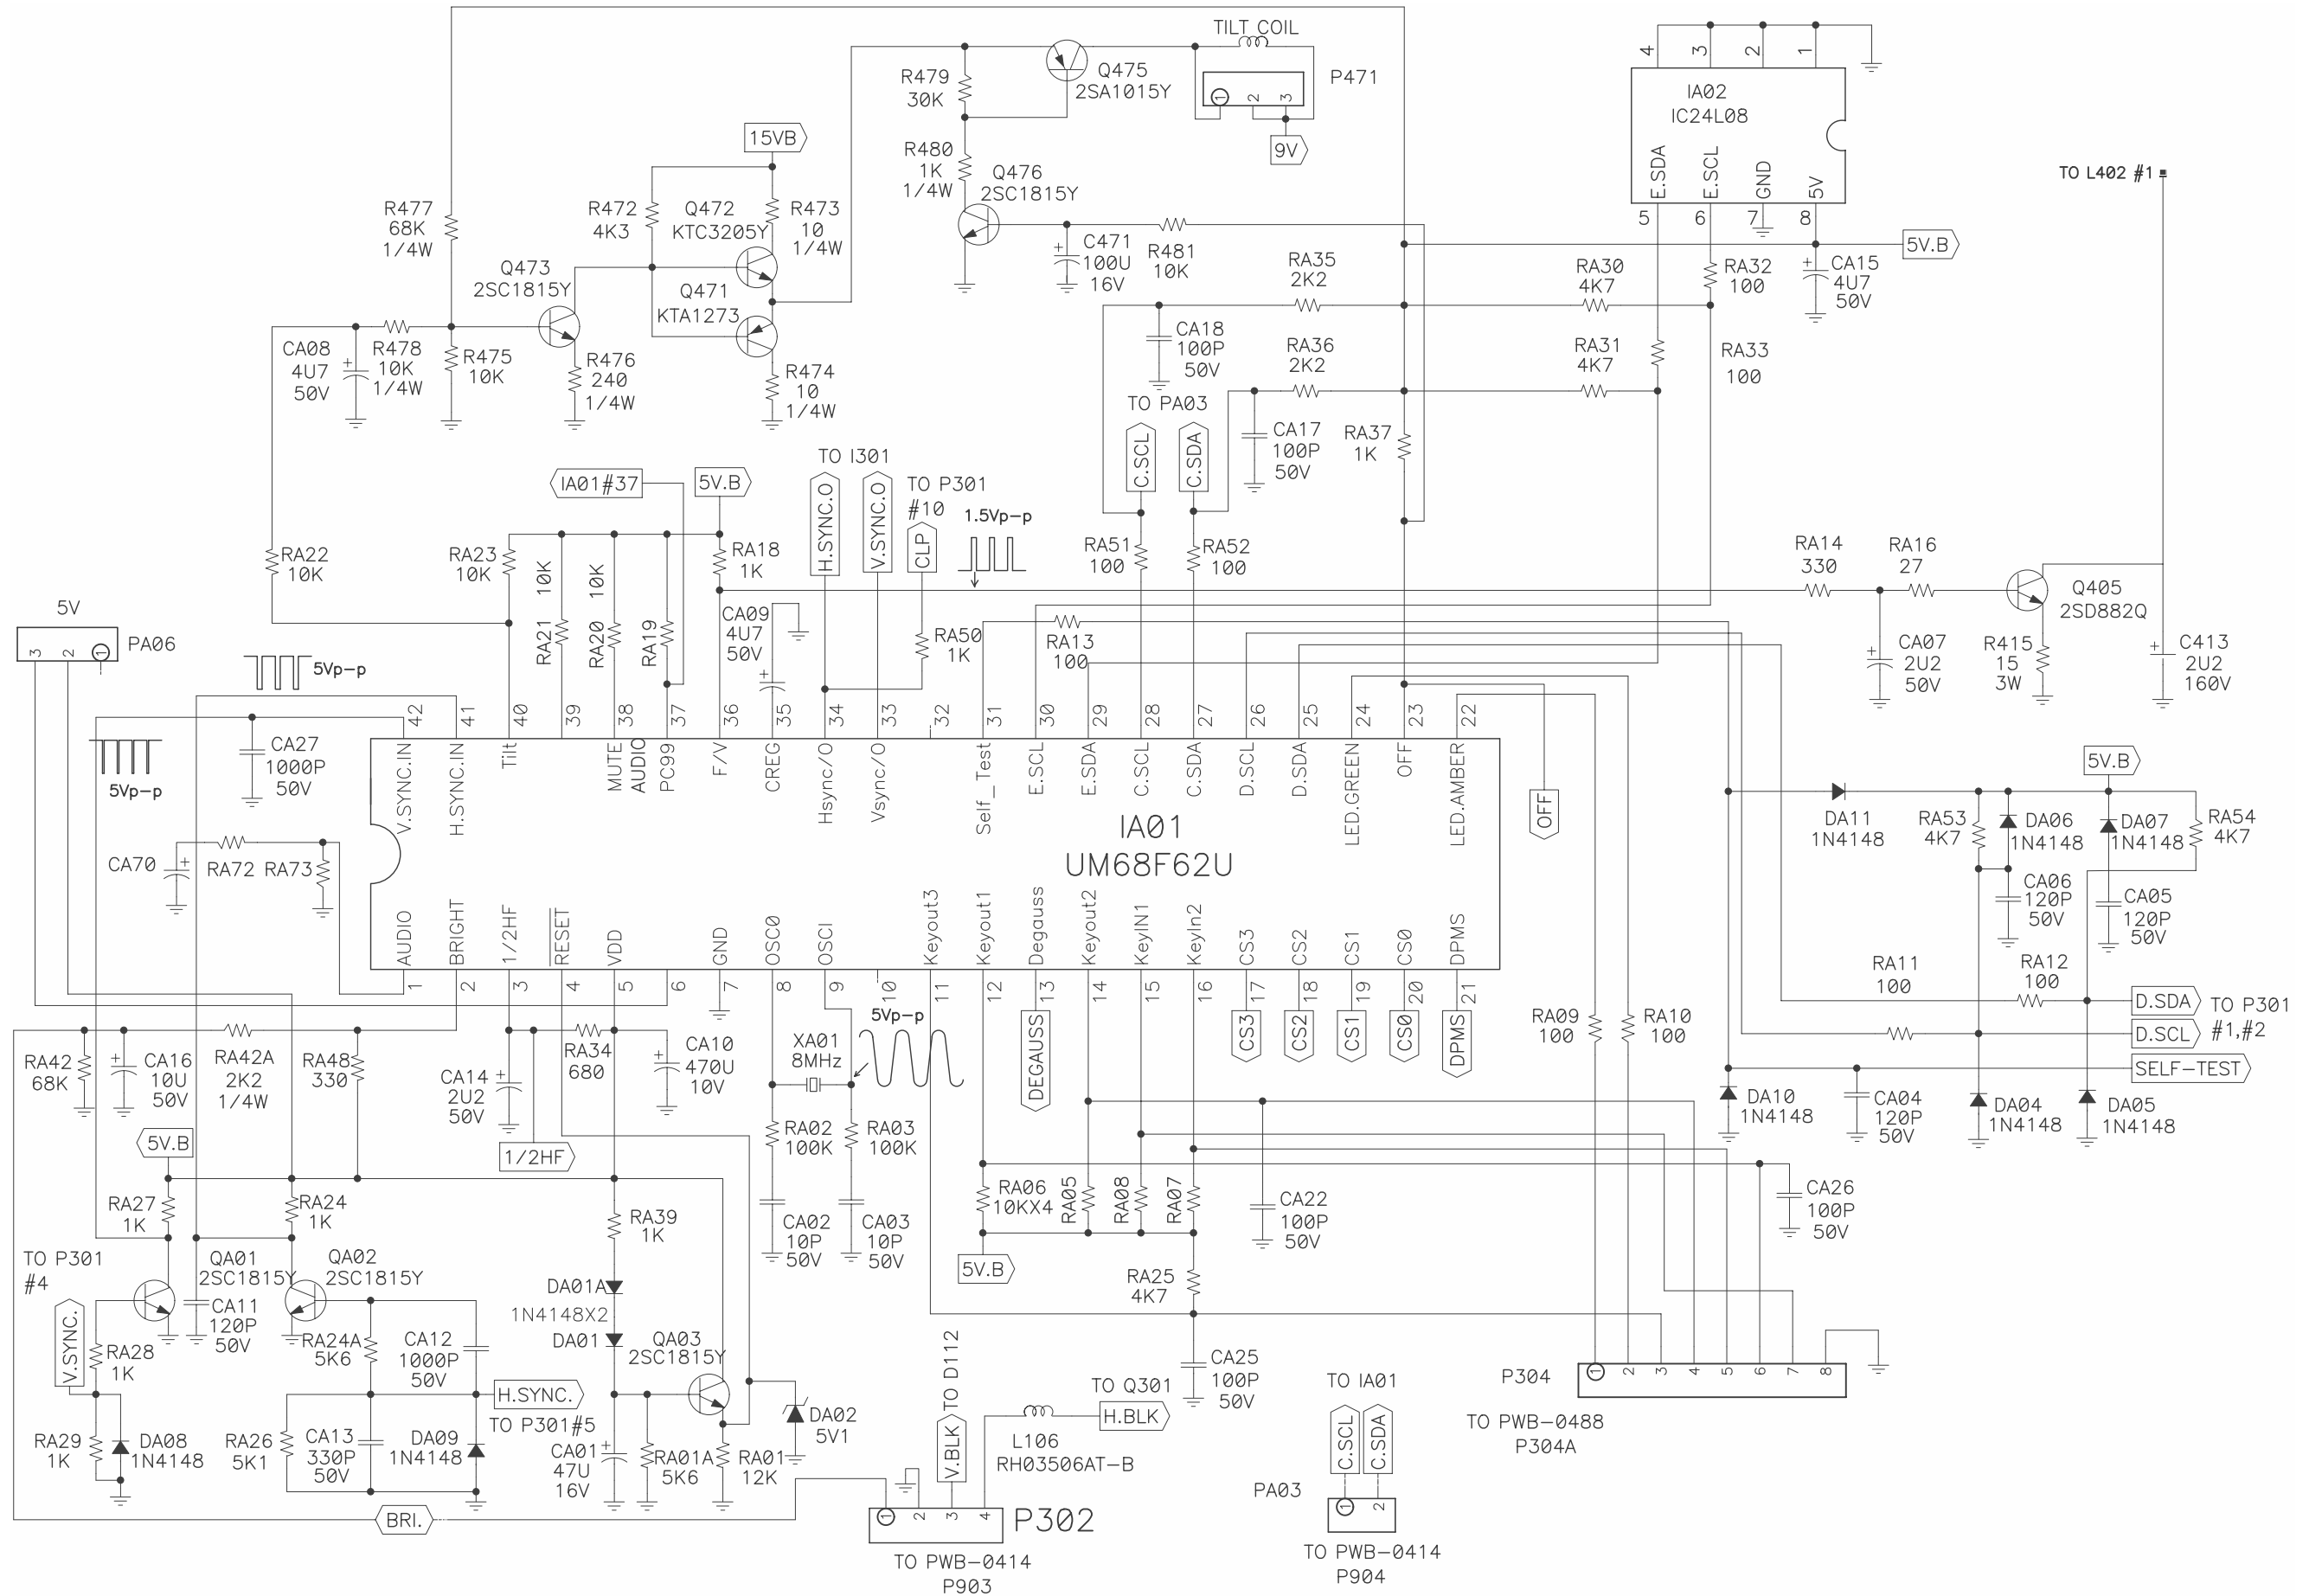 TILT COIL
P471
9V
R479
30K
Q475
2SA1015Y
R480
1K
1/4W
Q476
2SC1815Y
15VB
R477
68K
1/4W
R472
4K3
Q472
KTC3205Y
R473
10
1/4W
Q473
2SC1815Y
Q471
KTA1273
C471
100U
16V
R481
10K
CA08
4U7
50V
R478
10K
1/4W
R475
10K
R476
240
1/4W
R474
10
1/4W
4 3 2 1
IA02
IC24L08
E.SDA
E.SCL
GND
5V
5 6 7 8
5V.B
TO L402 #1
RA35
2K2
RA30
4K7
RA32
100
CA15
4U7
50V
CA18
100P
50V
RA36
2K2
RA31
4K7
RA33
100
TO PA03
C.SCL
C.SDA
CA17
100P
50V
RA37
1K
IA01#37
5V.B
TO I301
H.SYNC.O
V.SYNC.O
TO P301
#10
CLP
1.5Vp-p
RA22
10K
RA23
10K
10K
RA21
10K
RA20
RA19
RA18
1K
CA09
4U7
50V
RA50
1K
RA51
100
RA52
100
RA13
100
RA14
330
RA16
27
Q405
2SD882Q
CA07
2U2
50V
R415
15
3W
C413
2U2
160V
5V
PA06
3 2 1
5Vp-p
5Vp-p
CA27
1000P
50V
CA70
RA72
RA73
42 41 40 39 38 37 36 35 34 33 32 31 30 29 28 27 26 25 24 23 22
V.SYNC.IN
H.SYNC.IN
Tilt
MUTE
AUDIO
PC99
F/V
CREG
Hsync/O
Vsync/O
Self_Test
E.SCL
E.SDA
C.SCL
C.SDA
D.SCL
D.SDA
LED.GREEN
OFF
LED.AMBER
OFF
IA01
UM68F62U
AUDIO
BRIGHT
1/2HF
RESET
VDD
GND
OSC0
OSCI
Keyout3
Keyout1
Degauss
Keyout2
KeyIN1
KeyIn2
CS3
CS2
CS1
CS0
DPMS
1 2 3 4 5 6 7 8 9 10 11 12 13 14 15 16 17 18 19 20 21
5V.B
DA11
1N4148
RA53
4K7
DA06
1N4148
DA07
1N4148
RA54
4K7
CA06
120P
50V
CA05
120P
50V
RA11
100
RA12
100
D.SDA
D.SCL
TO P301
#1,#2
SELF-TEST
DA10
1N4148
CA04
120P
50V
DA04
1N4148
DA05
1N4148
RA42
68K
CA16
10U
50V
RA42A
2K2
1/4W
RA48
330
CA14
2U2
50V
RA34
680
CA10
470U
10V
1/2HF
XA01
8MHz
5Vp-p
DEGAUSS
CS3
CS2
CS1
CS0
DPMS
RA09
100
RA10
100
RA02
100K
RA03
100K
CA02
10P
50V
CA03
10P
50V
5V.B
RA27
1K
RA24
1K
RA39
1K
RA06
10KX4
RA05
RA08
RA07
CA22
100P
50V
CA26
100P
50V
5V.B
RA25
4K7
CA25
100P
50V
TO P301
#4
V.SYNC.
QA01
2SC1815Y
QA02
2SC1815Y
CA11
120P
50V
RA28
1K
RA29
1K
DA08
1N4148
RA24A
5K6
CA12
1000P
50V
H.SYNC.
TO P301#5
RA26
5K1
CA13
330P
50V
DA09
1N4148
DA01A
1N4148X2
DA01
QA03
2SC1815Y
CA01
47U
16V
RA01A
5K6
RA01
12K
DA02
5V1
BRI.
TO D112
V.BLK
TO Q301
H.BLK
L106
RH03506AT-B
1 2 3 4
P302
TO PWB-0414
P903
TO IA01
C.SCL
C.SDA
PA03
1 2
TO PWB-0414
P904
P304
1 2 3 4 5 6 7 8
TO PWB-0488
P304A